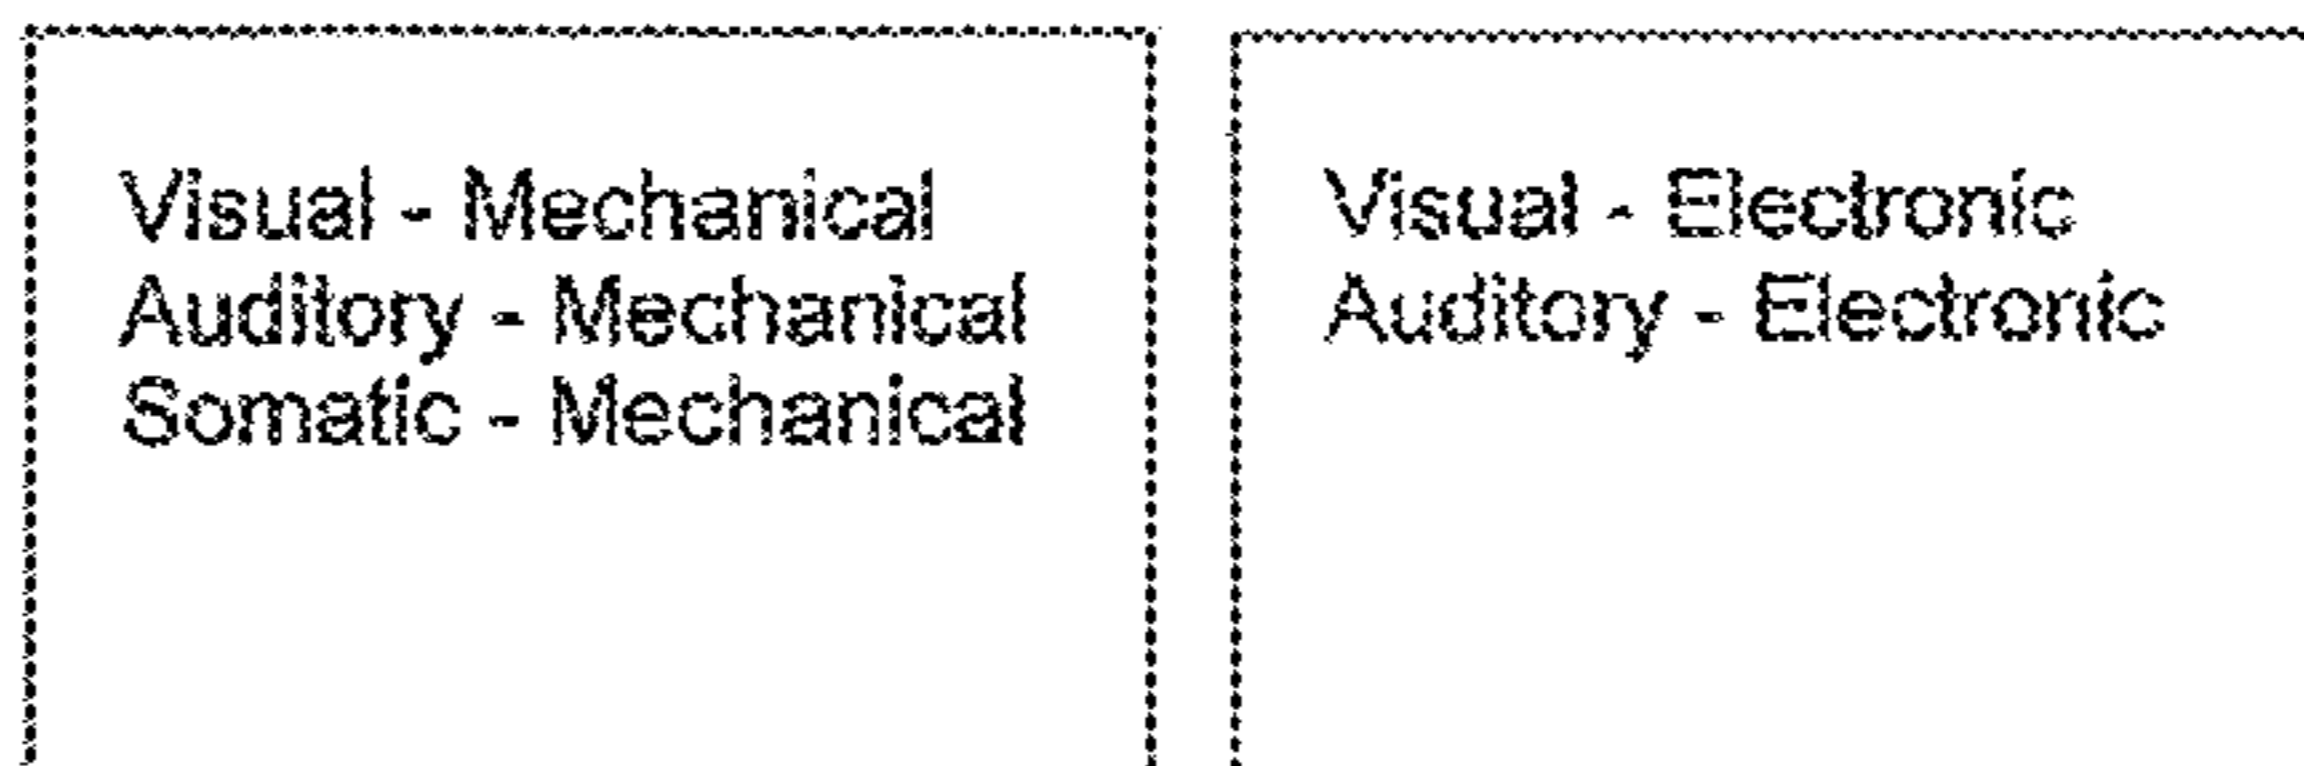 Visual - Mechanical
Auditory - Mechanical
Somatic - Mechanical
Visual - Electronic
Auditory - Electronic